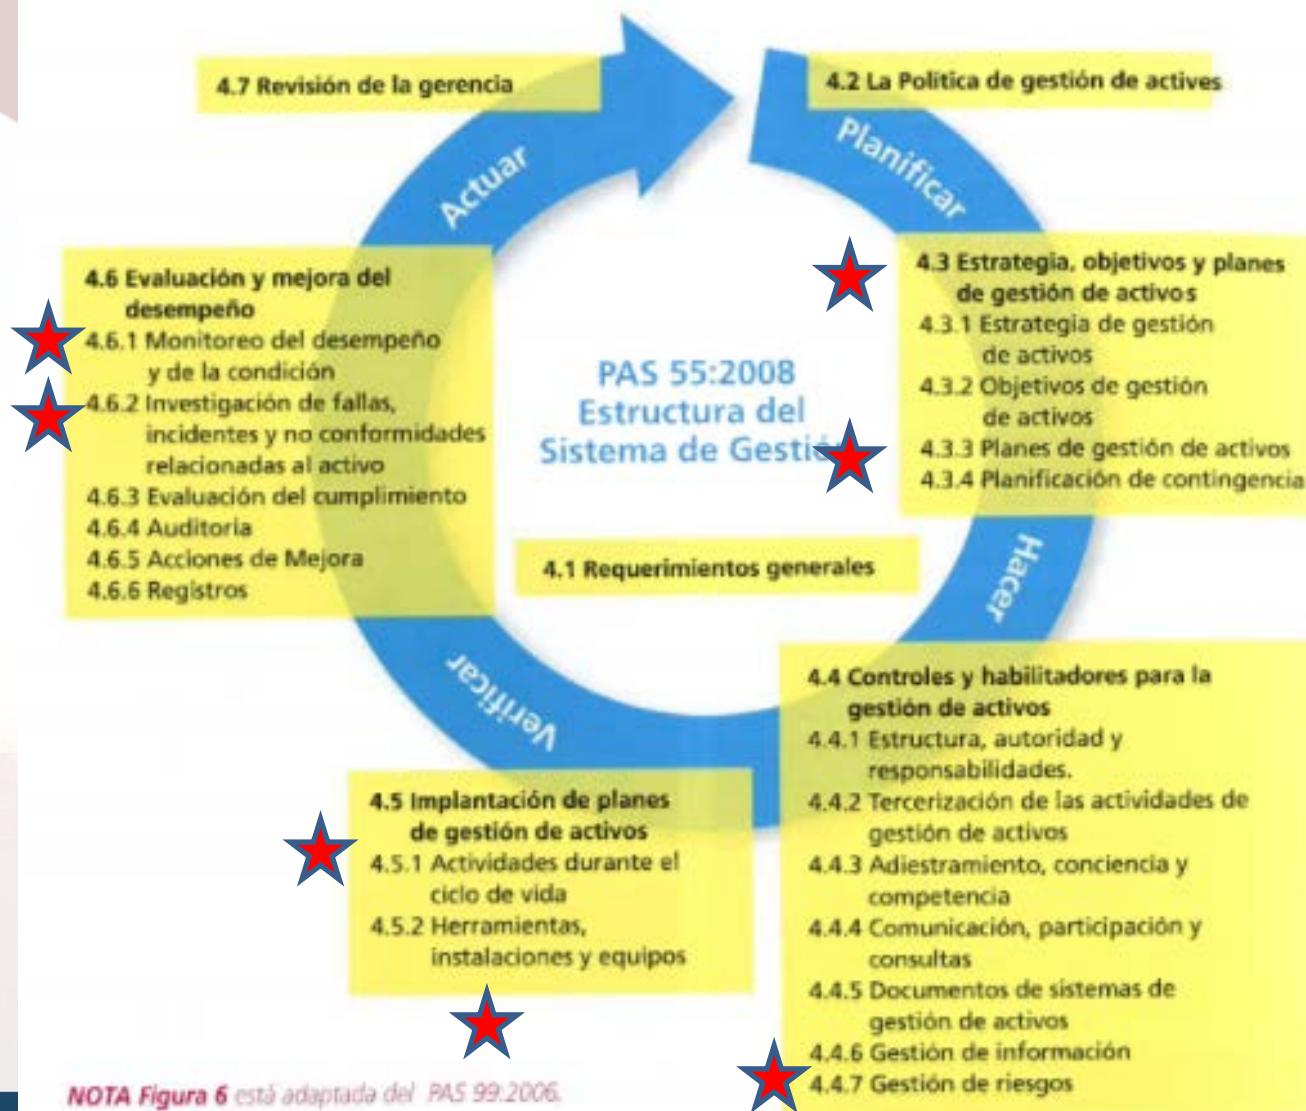 4.7 Revisión de la gerencia
4.2 La Política de gestión de actives
Actuar
Planificar
4.6 Evaluación y mejora del
desempeño
4.6.1 Monitoreo del desempeño
y de la condición
4.6.2 Investigación de fallas,
incidentes y no conformidades
relacionadas al activo
4.6.3 Evaluación del cumplimiento
4.6.4 Auditoria
4.6.5 Acciones de Mejora
4.6.6 Registros
PAS 55:2008
Estructura del
Sistema de Gestió
4.1 Requerimientos generales
4.3 Estrategia, objetivos y planes
de gestión de activos
4.3.1 Estrategia de gestión
de activos
4.3.2 Objetivos de gestión
de activos
4.3.3 Planes de gestión de activos
4.3.4 Planificación de contingencia
Hacer
Verificar
4.5 Implantación de planes
de gestión de activos
4.5.1 Actividades durante el
ciclo de vida
4.5.2 Herramientas,
instalaciones y equipos
4.4 Controles y habilitadores para la
gestión de activos
4.4.1 Estructura, autoridad y
responsabilidades.
4.4.2 Tercerización de las actividades de
gestión de activos
4.4.3 Adiestramiento, conciencia y
competencia
4.4.4 Comunicación, participación y
consultas
4.4.5 Documentos de sistemas de
gestión de activos
4.4.6 Gestión de información
4.4.7 Gestión de riesgos
NOTA Figura 6 está adaptada del PAS 99:2006.